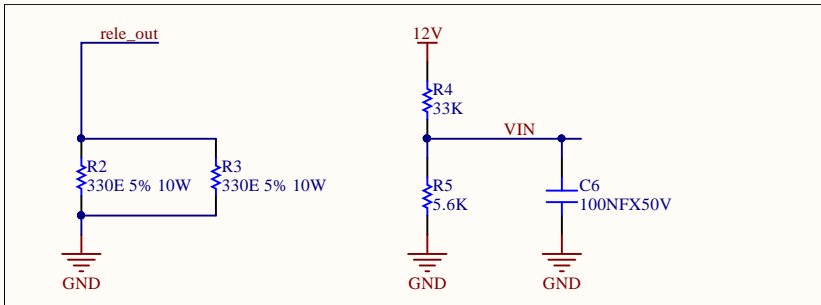 rele_out
R2
330E 5% 10W
R3
330E 5% 10W
GND
12V
R4
33K
VIN
R5
5.6K
C6
100NFX50V
GND
GND